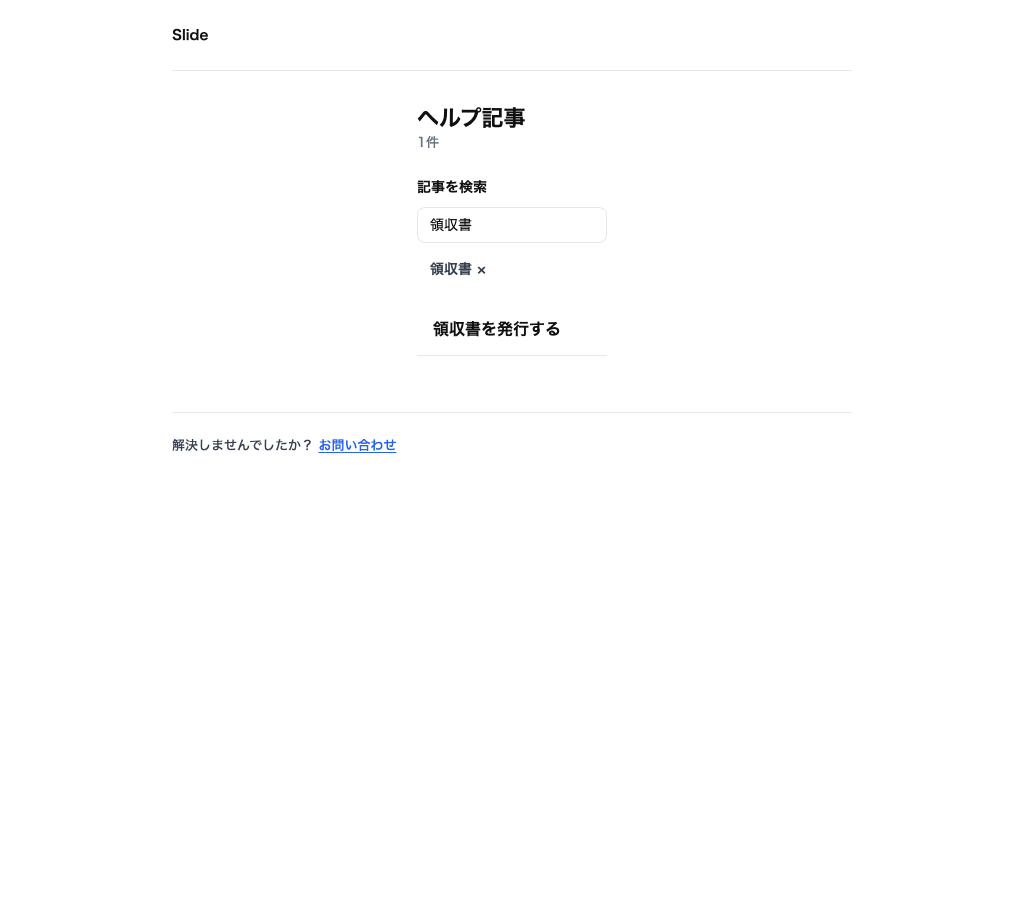 Slide
ヘルプ記事
1件
記事を検索
領収書
領収書 ×
領収書を発行する
解決しませんでしたか？ お問い合わせ